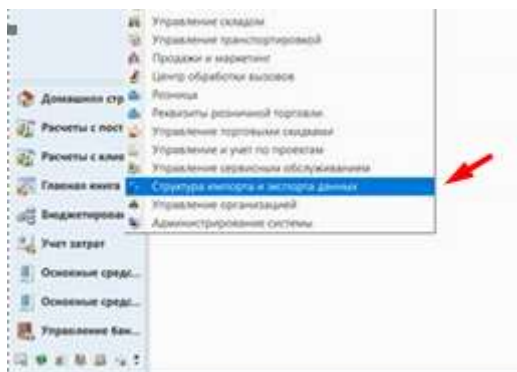 Управление складом
Управление транспортировкой
Продажи и маркетинг
Центр обработки вызовов
Розница
Реквизиты розничной торговли
Управление торговыми скидками
Управление и учет по проектам
Управление сервисным обслуживанием
Структура импорта и экспорта данных
Управление организацией
Администрирование системы
Домашняя стр
Расчеты с пост
Расчеты с клие
Главная книга
Бюджетирован
Учет затрат
Основные средс...
Основные средс...
Управление бан...